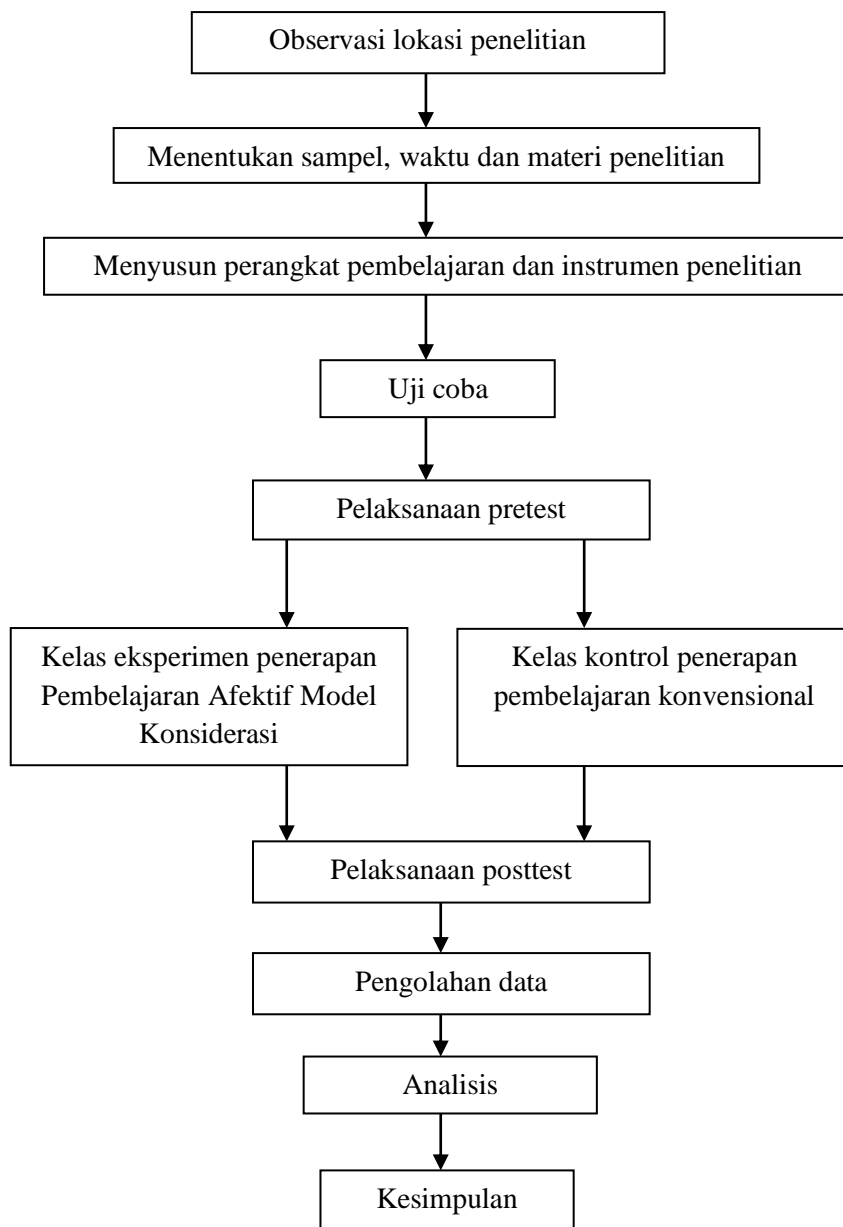 Observasi lokasi penelitian
Menentukan sampel, waktu dan materi penelitian
Menyusun perangkat pembelajaran dan instrumen penelitian
Uji coba
Pelaksanaan pretest
Kelas eksperimen penerapan
Pembelajaran Afektif Model
Konsiderasi
Kelas kontrol penerapan
pembelajaran konvensional
Pelaksanaan posttest
Pengolahan data
Analisis
Kesimpulan